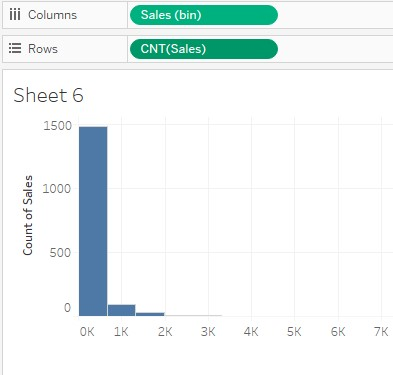 Columns Sales (bin)
Rows CNT(Sales)
Sheet 6
Count of Sales
1500
1000
500
0
0K 1K 2K 3K 4K 5K 6K 7K